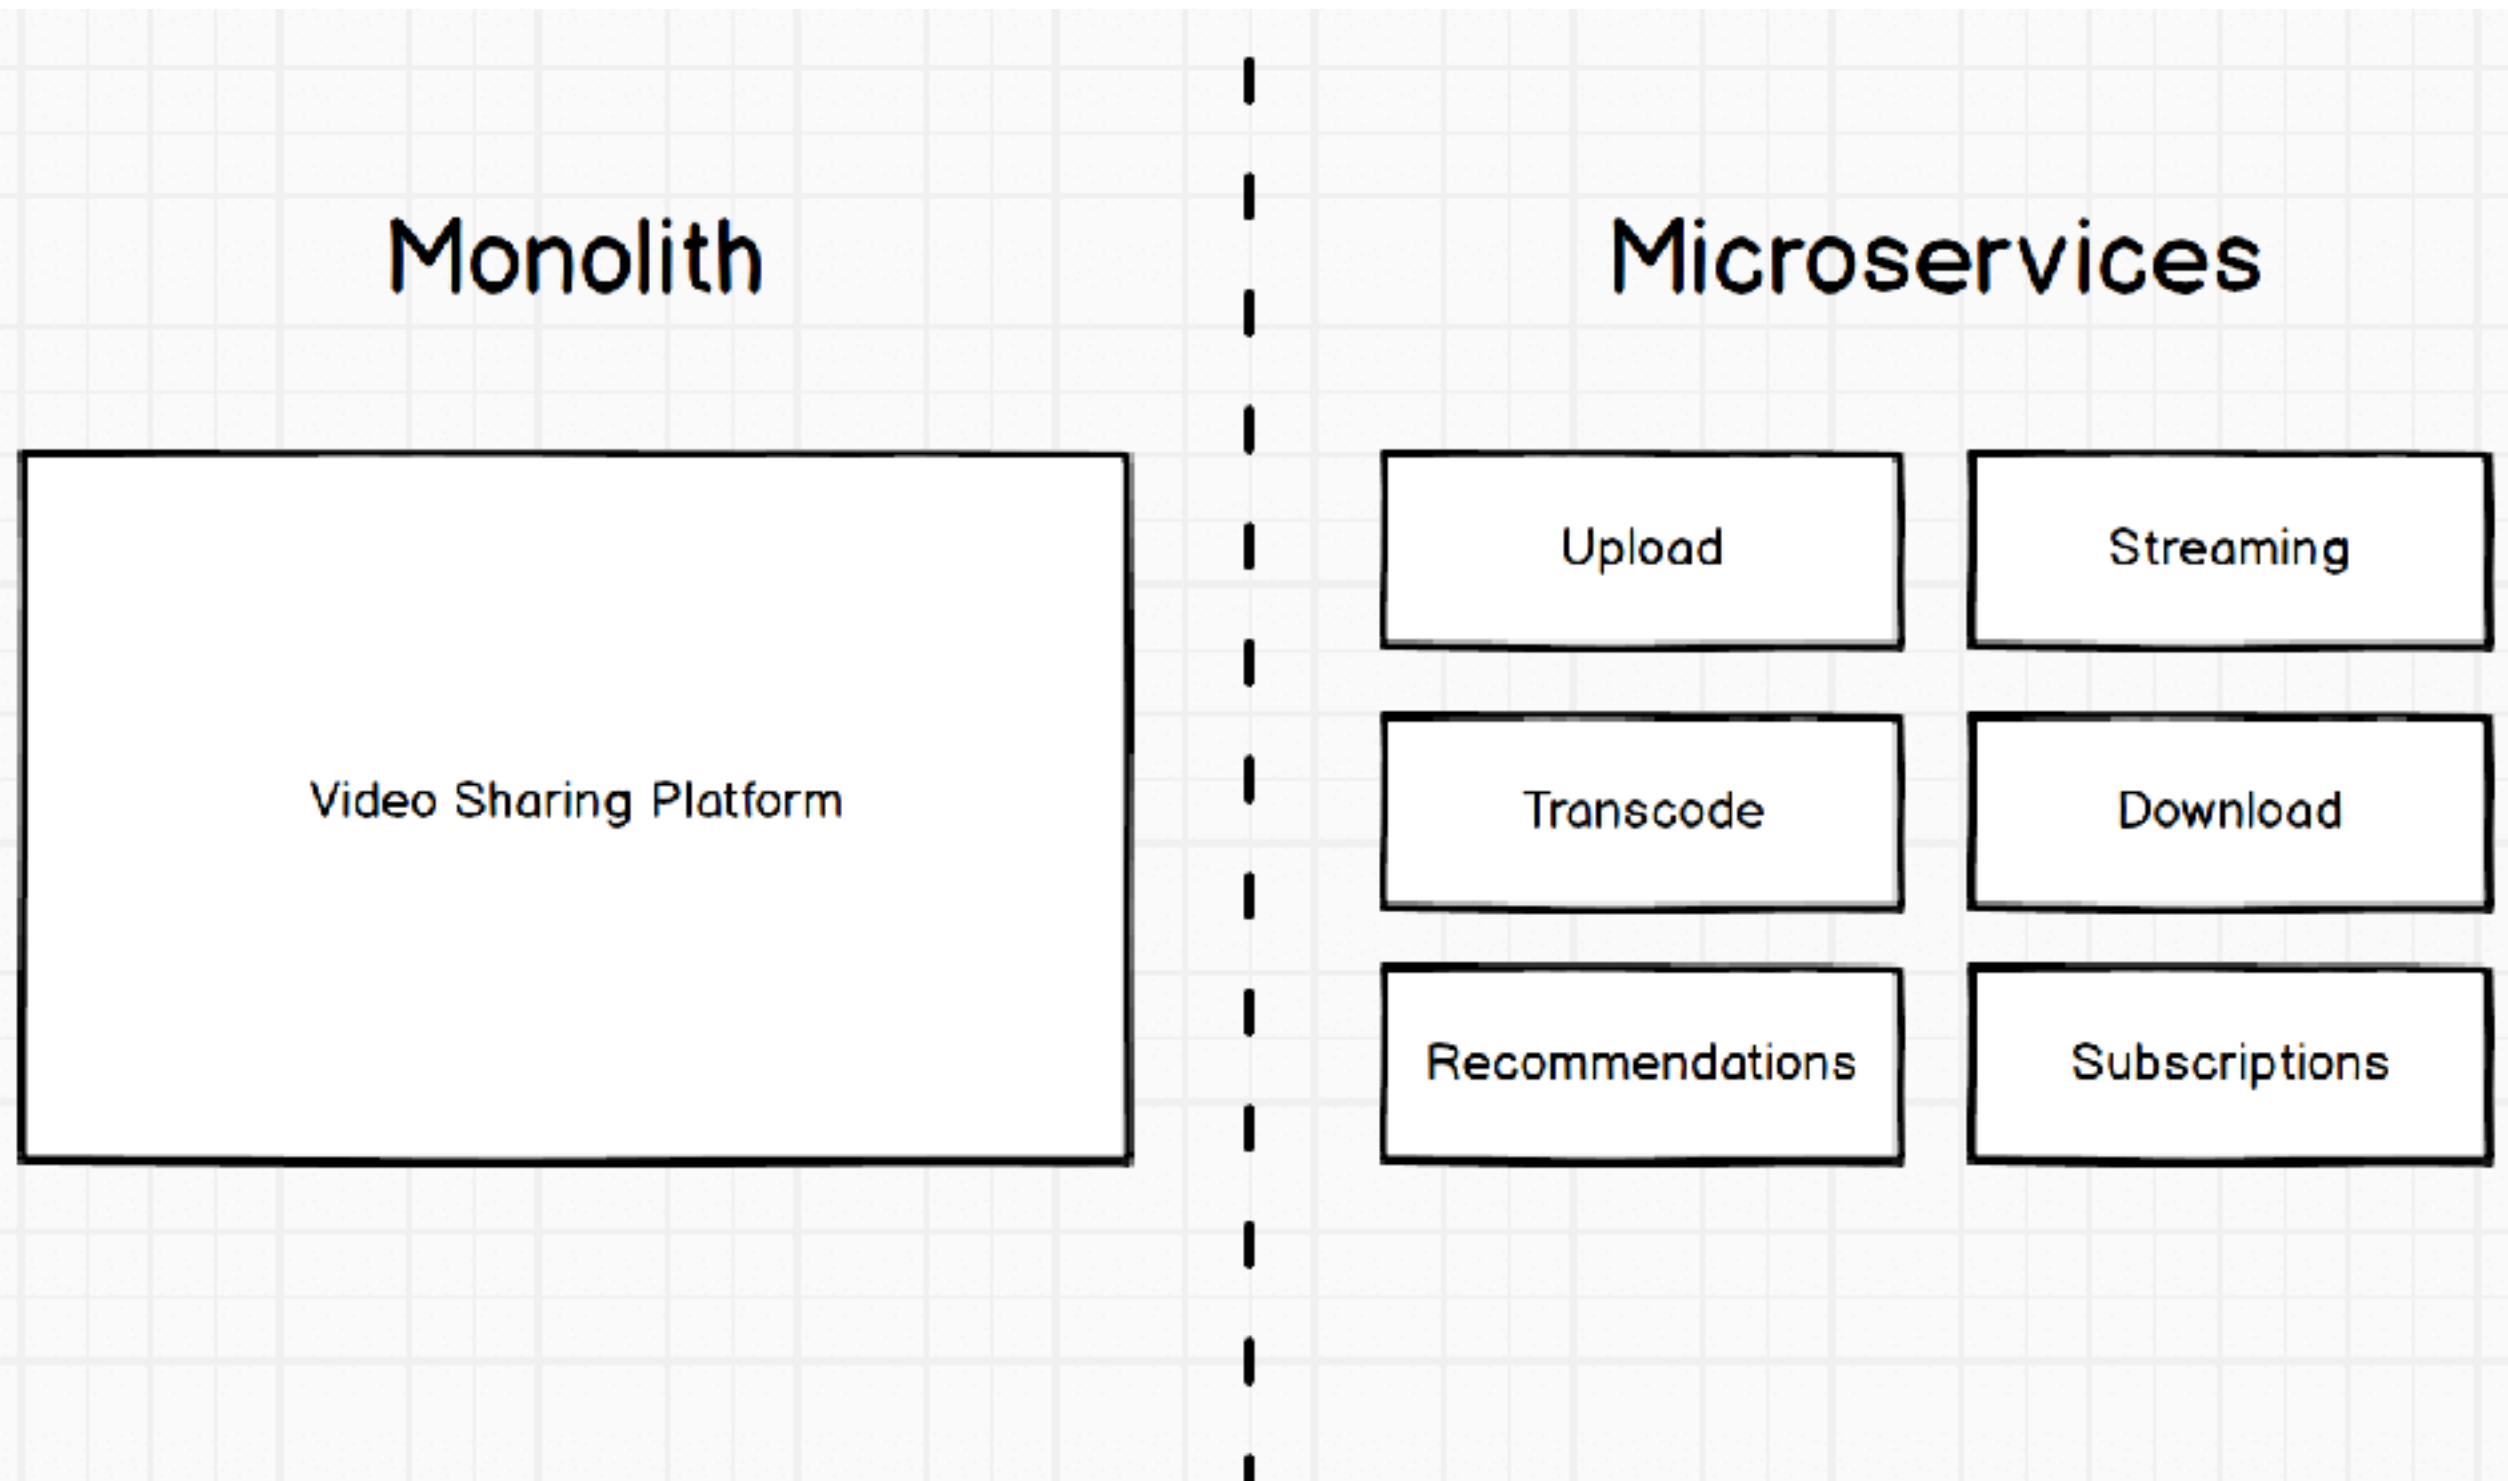 Monolith
Microservices
Video Sharing Platform
Upload
Streaming
Transcode
Download
Recommendations
Subscriptions